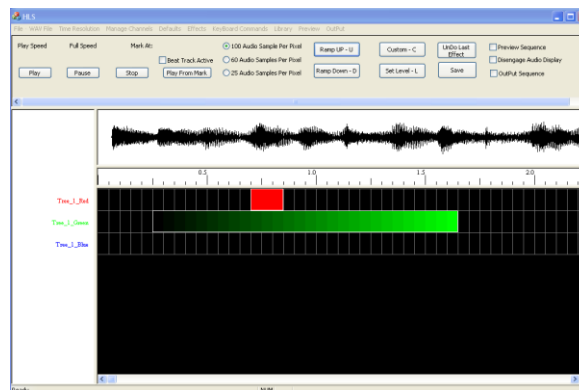 HLS
File WAV File Time Resolution Manage Channels Defaults Effects Keyboard Commands Library Preview OutPut
Play Speed Full Speed Mark At:
Beat Track Active
Play Pause Stop Play From Mark
100 Audio Sample Per Pixel
60 Audio Samples Per Pixel
25 Audio Samples Per Pixel
Ramp UP - U Custom - C UnDo Last Effect
Ramp Down - D Set Level - L Save
Preview Sequence
Disengage Audio Display
OutPut Sequence
0.5 1.0 1.5 2.0
Tree_1_Red
Tree_1_Green
Tree_1_Blue
Ready NUM